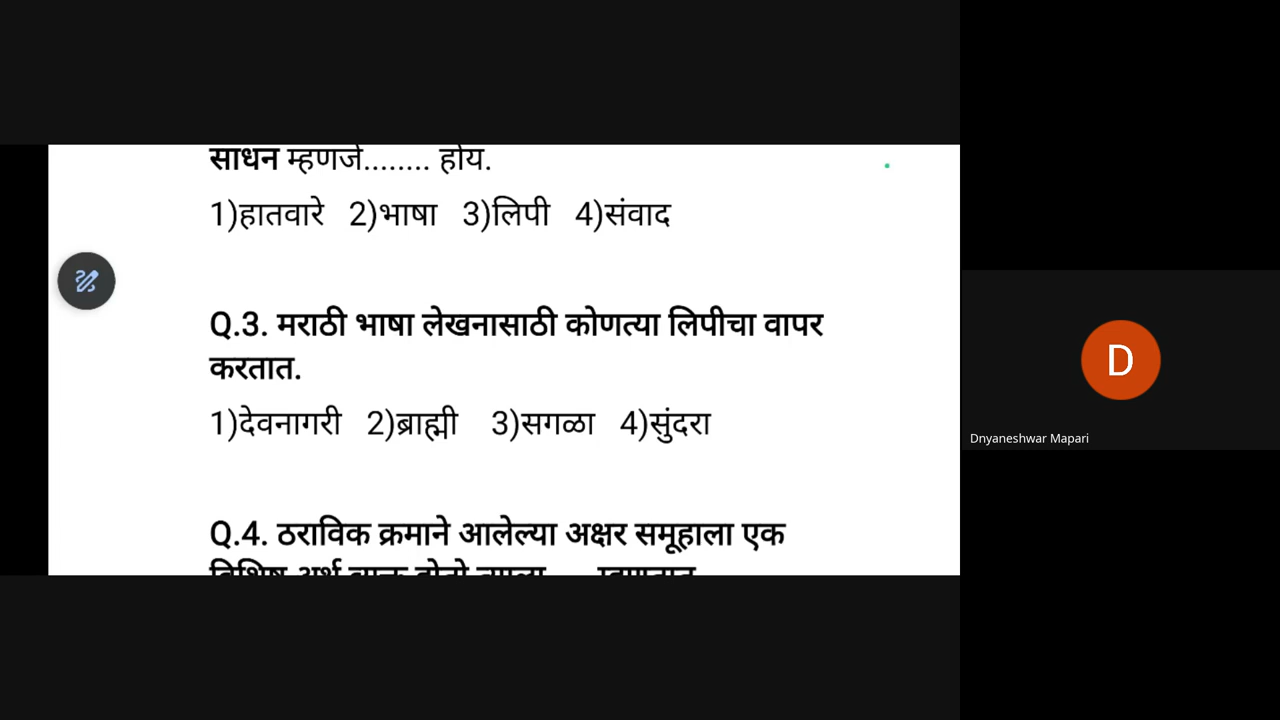 साधन म्हणजे........ होय.
1)हातवारे 2)भाषा 3)लिपी 4)संवाद
Q.3. मराठी भाषा लेखनासाठी कोणत्या लिपीचा वापर
करतात.
1)देवनागरी 2)ब्राह्मी 3)सगळा 4)सुंदरा
Q.4. ठराविक क्रमाने आलेल्या अक्षर समूहाला एक
D
Dnyaneshwar Mapari